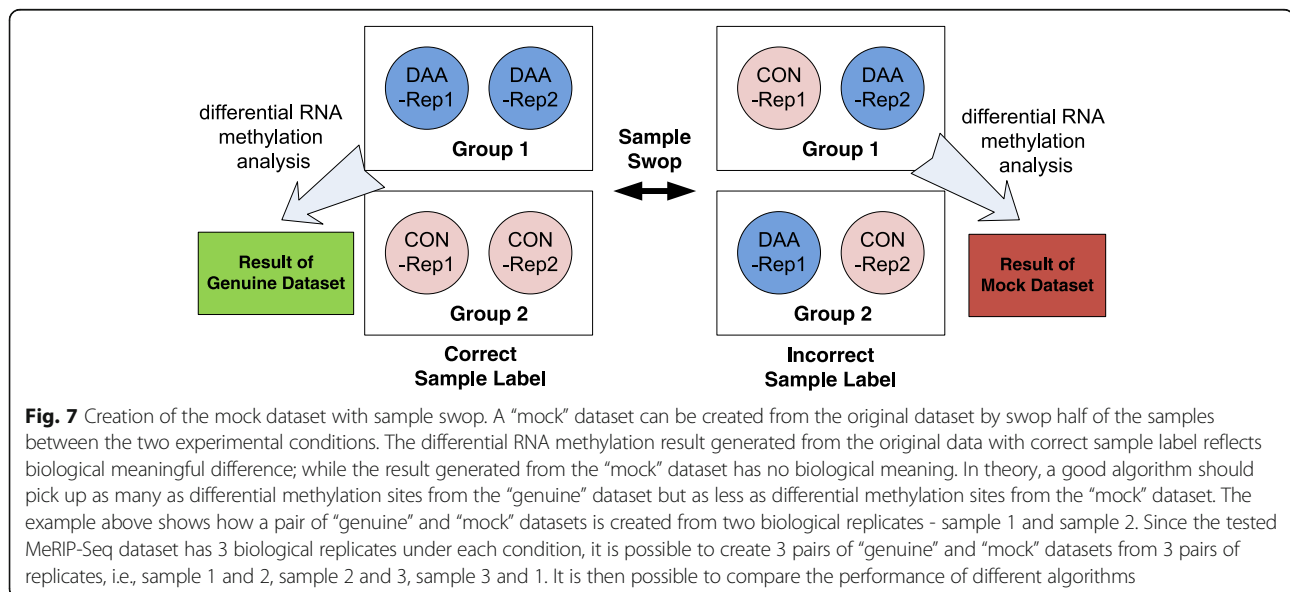 differential RNA
methylation
analysis
DAA
-Rep1
DAA
-Rep2
Group 1
CON
-Rep1
CON
-Rep2
Group 2
Correct
Sample Label
Result of
Genuine Dataset
Sample
Swop
CON
-Rep1
DAA
-Rep2
Group 1
DAA
-Rep1
CON
-Rep2
Group 2
Incorrect
Sample Label
differential RNA
methylation
analysis
Result of
Mock Dataset
Fig. 7 Creation of the mock dataset with sample swop. A “mock” dataset can be created from the original dataset by swop half of the samples
between the two experimental conditions. The differential RNA methylation result generated from the original data with correct sample label reflects
biological meaningful difference; while the result generated from the “mock” dataset has no biological meaning. In theory, a good algorithm should
pick up as many as differential methylation sites from the “genuine” dataset but as less as differential methylation sites from the “mock” dataset. The
example above shows how a pair of “genuine” and “mock” datasets is created from two biological replicates - sample 1 and sample 2. Since the tested
MeRIP-Seq dataset has 3 biological replicates under each condition, it is possible to create 3 pairs of “genuine” and “mock” datasets from 3 pairs of
replicates, i.e., sample 1 and 2, sample 2 and 3, sample 3 and 1. It is then possible to compare the performance of different algorithms